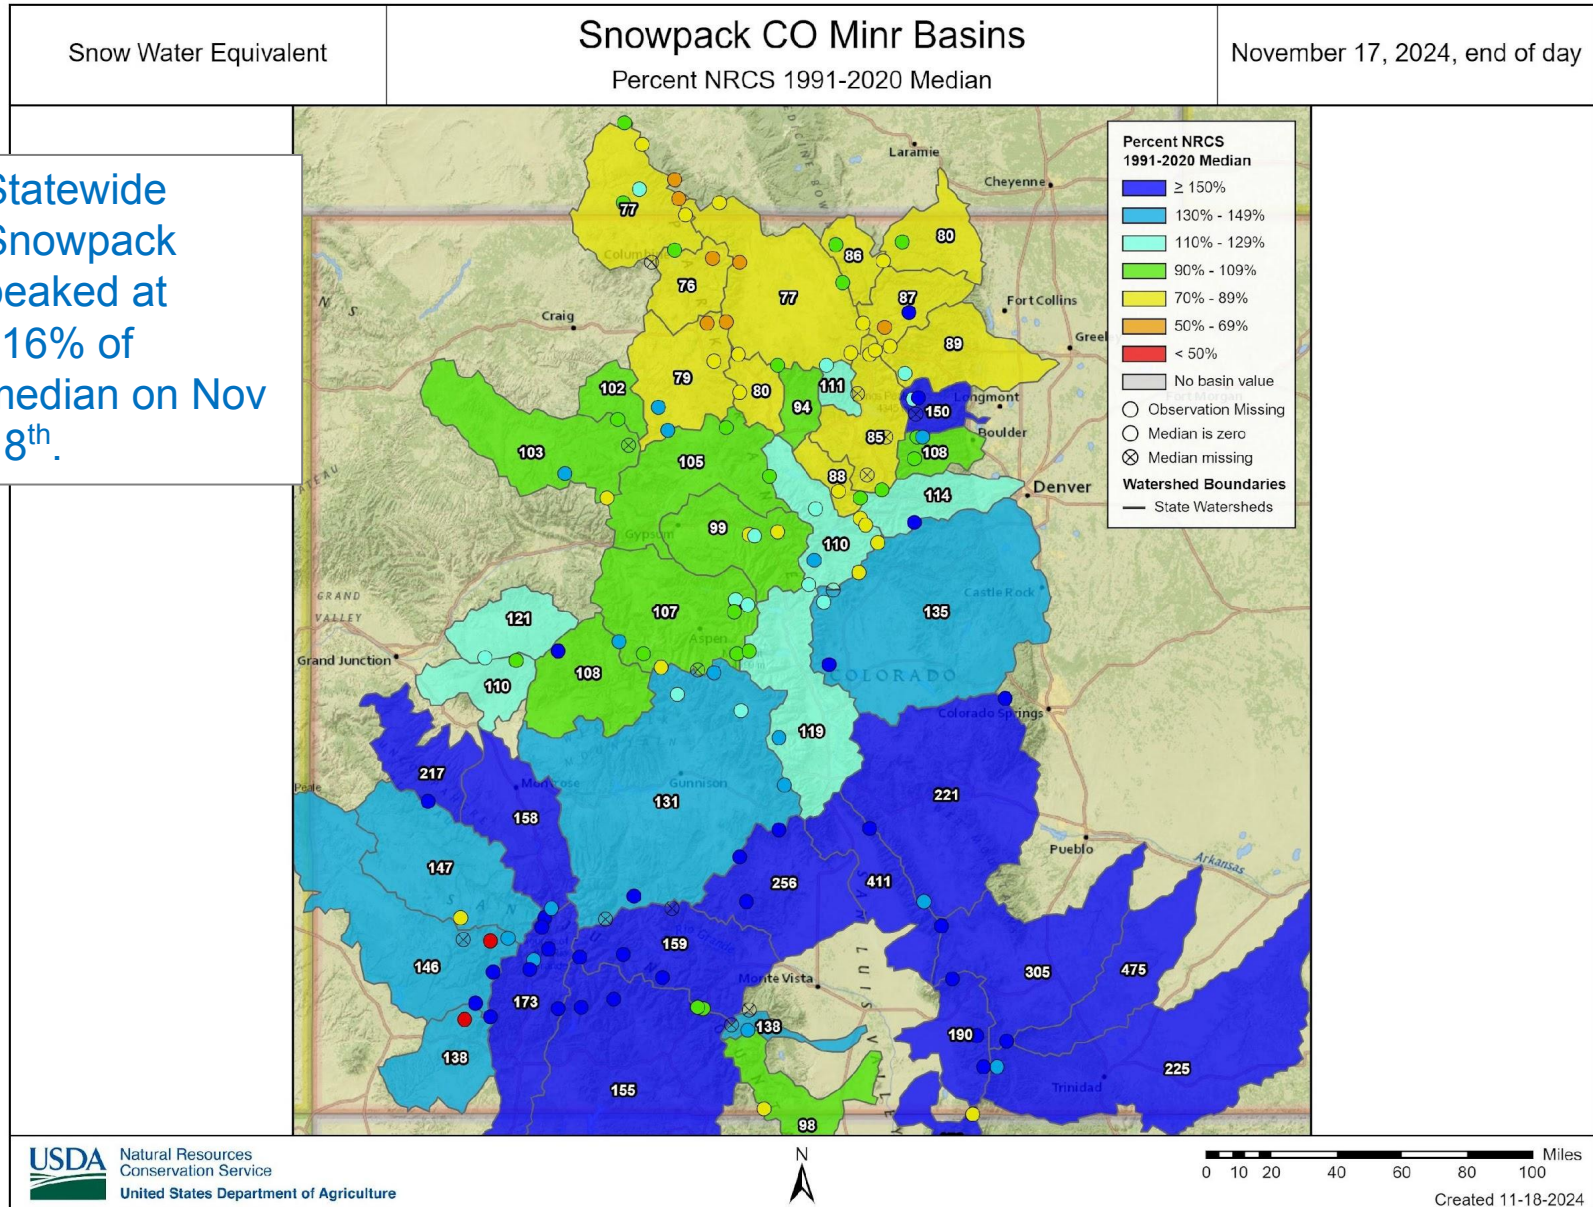 Snow Water Equivalent
Snowpack CO Minr Basins
Percent NRCS 1991-2020 Median
November 17, 2024, end of day
Statewide
Snowpack
peaked at
16% of
median on Nov
8th.
Percent NRCS
1991-2020 Median
≥ 150%
130% - 149%
110% - 129%
90% - 109%
70% - 89%
50% - 69%
< 50%
No basin value
Observation Missing
Median is zero
Median missing
Watershed Boundaries
State Watersheds
Laramie
Cheyenne
77
80
86
76
77
87
Fort Collins
Craig
Greel
89
79
80
111
102
94
150
Longmont
85
Boulder
108
103
105
88
114
Denver
99
Gypsum
110
GRAND
VALLEY
Castle Rock
121
107
135
Aspen
Grand Junction
COLORADO
110
108
Colorado Springs
119
217
Montrose
Gunnison
Peale
131
221
158
Pueblo
Arkansas
147
256
411
159
305
475
146
Monte Vista
173
138
190
138
155
225
Trinidad
98
USDA
Natural Resources
Conservation Service
United States Department of Agriculture
N
Miles
0 10 20 40 60 80 100
Created 11-18-2024